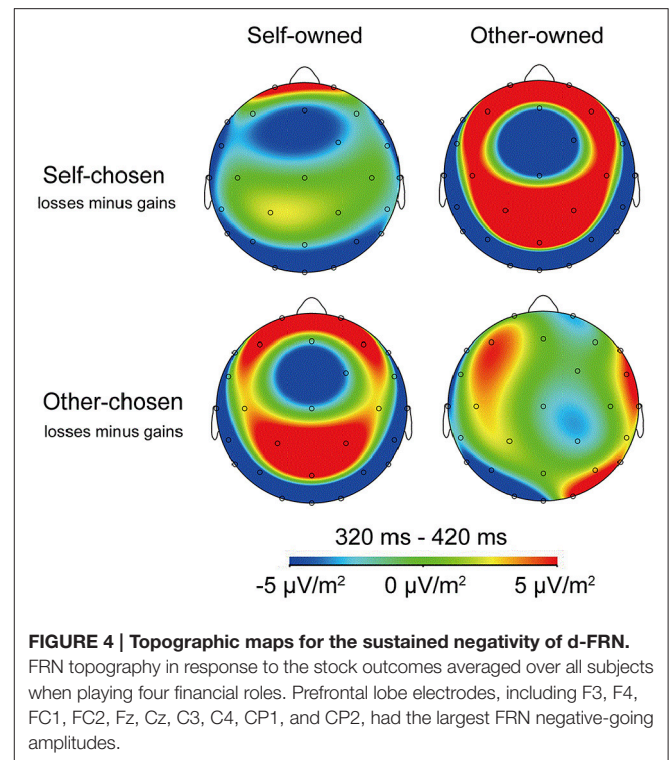 Self-owned Other-owned
Self-chosen
losses minus gains
Other-chosen
losses minus gains
320 ms - 420 ms
-5 µV/m² 0 µV/m² 5 µV/m²
FIGURE 4 | Topographic maps for the sustained negativity of d-FRN.
FRN topography in response to the stock outcomes averaged over all subjects
when playing four financial roles. Prefrontal lobe electrodes, including F3, F4,
FC1, FC2, Fz, Cz, C3, C4, CP1, and CP2, had the largest FRN negative-going
amplitudes.